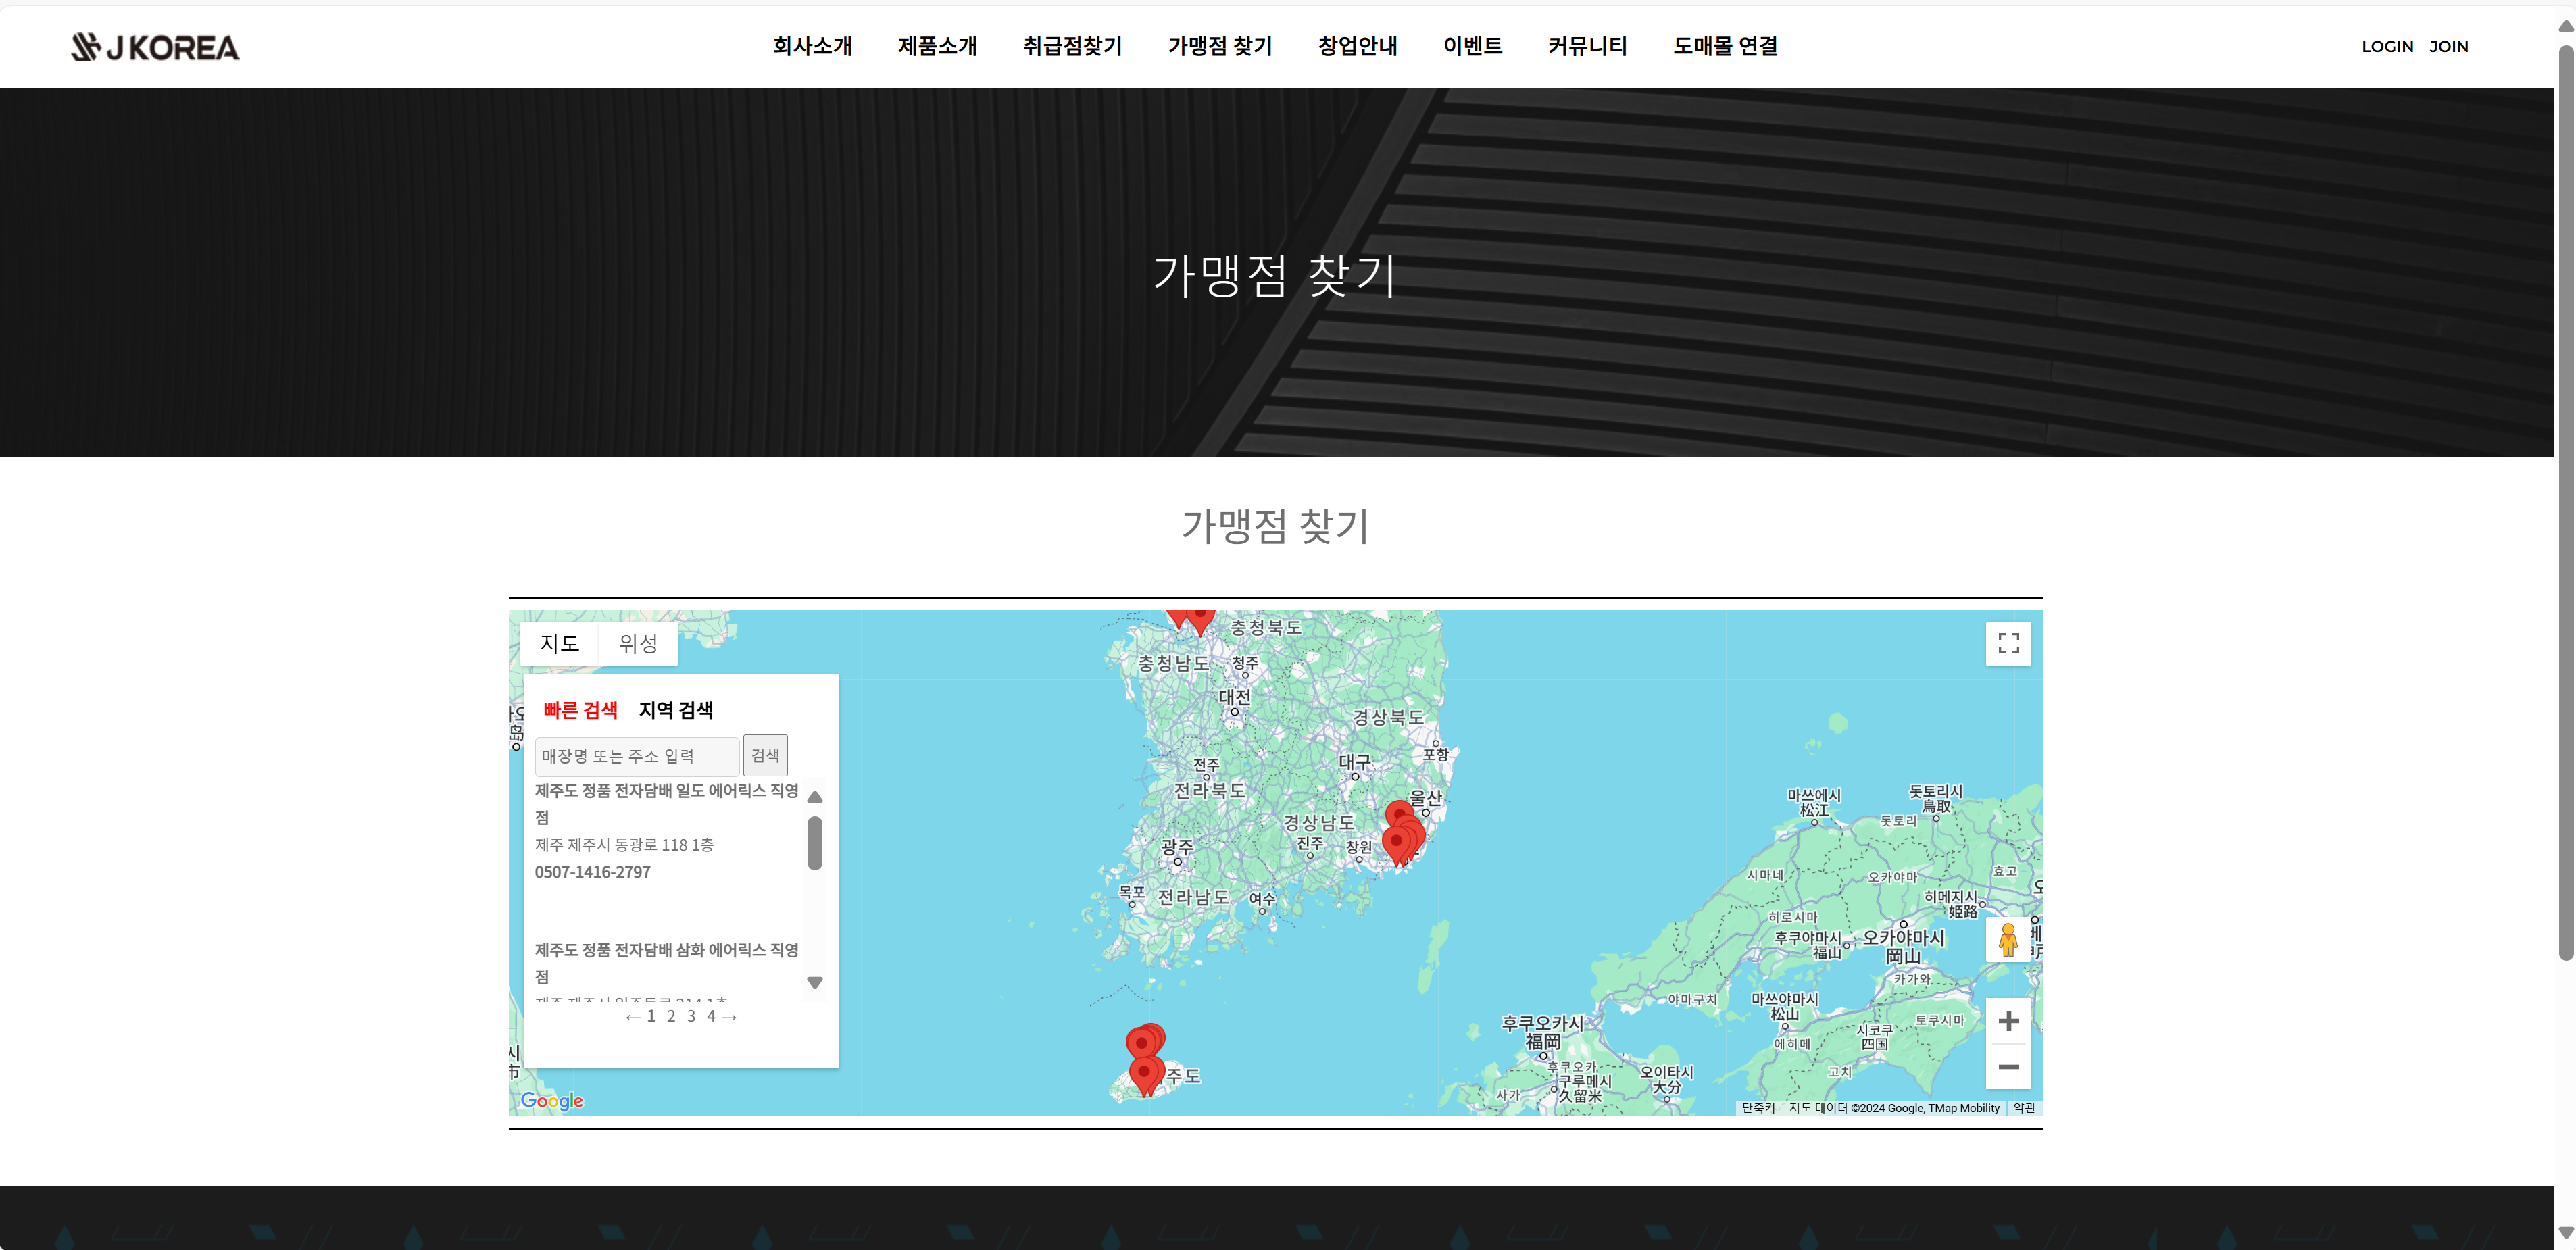 J KOREA
회사소개 제품소개 취급점찾기 가맹점 찾기 창업안내 이벤트 커뮤니티 도매몰 연결
LOGIN JOIN
가맹점 찾기
가맹점 찾기
지도 위성
빠른 검색 지역 검색
매장명 또는 주소 입력 검색
제주도 정품 전자담배 일도 에어릭스 직영
점
제주 제주시 동광로 118 1층
0507-1416-2797
제주도 정품 전자담배 삼화 에어릭스 직영
점
← 1 2 3 4 →
충청북도
충청남도
청주
대전
경상북도
포항
대구
전주
전라북도
울산
경상남도
진주
창원
광주
목포
전라남도
여수
주도
마쓰에시
松江
돗토리시
鳥取
돗토리
시마네
오카야마
효고
히메지시
姫路
히로시마
후쿠야마시
福山
오카야마시
岡山
카가와
야마구치
마쓰야마시
松山
에히메
시코쿠
四国
토쿠시마
고치
후쿠오카시
福岡
후쿠오카
구루메시
久留米
사가
오이타시
大分
Google
단축키 지도 데이터 ©2024 Google, TMap Mobility 약관